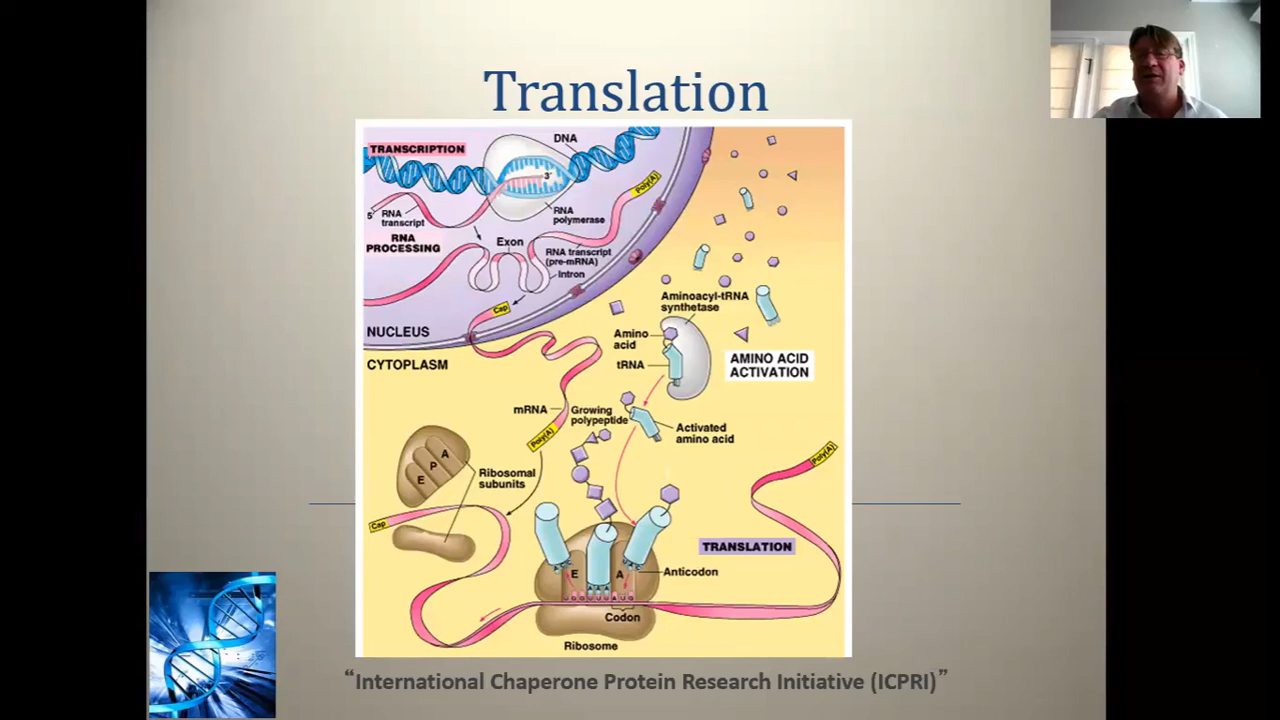 Translation
TRANSCRIPTION
DNA
3'
Poly(A)
5'
RNA
transcript
RNA
polymerase
RNA
PROCESSING
Exon
RNA transcript
(pre-mRNA)
Intron
Cap
NUCLEUS
CYTOPLASM
Aminoacyl-tRNA
synthetase
Amino
acid
tRNA
AMINO ACID
ACTIVATION
mRNA
Growing
polypeptide
Activated
amino acid
Poly(A)
Poly(A)
A
P
E
Ribosomal
subunits
Cap
TRANSLATION
E
A
Anticodon
Codon
Ribosome
“International Chaperone Protein Research Initiative (ICPRI)”